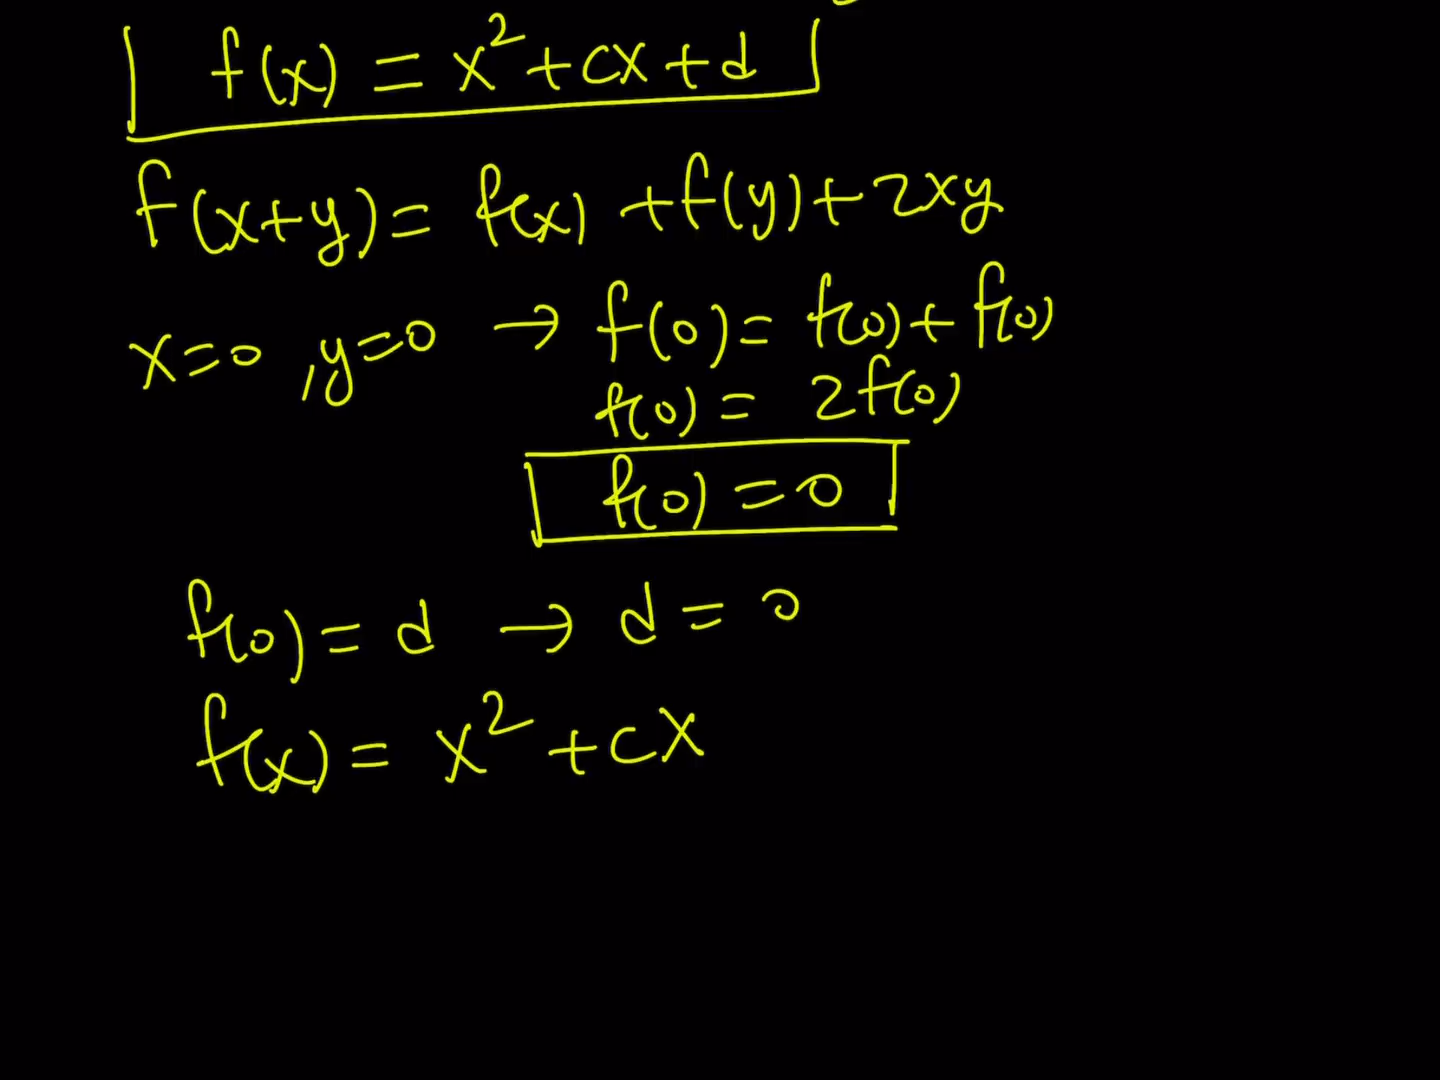 f(x) = x² + cx + d
f(x+y) = f(x) + f(y) + 2xy
x=0 , y=0 → f(0) = f(0) + f(0)
f(0) = 2f(0)
f(0) = 0
f(0) = d → d = 0
f(x) = x² + cx